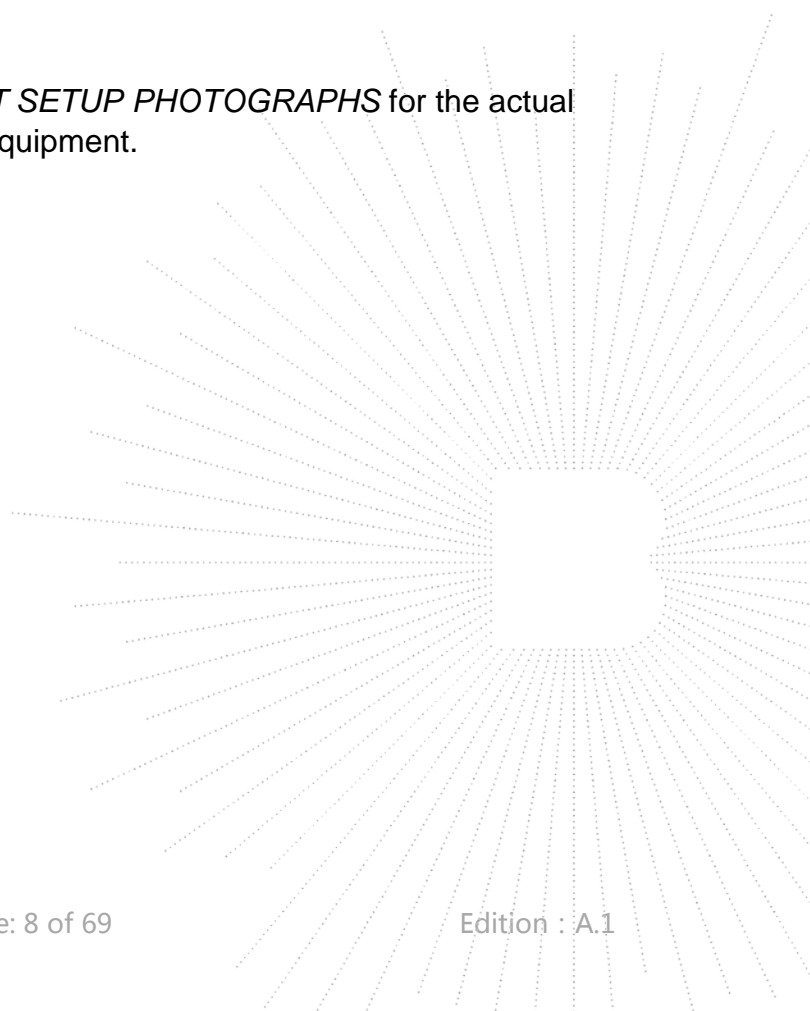 T SETUP PHOTOGRAPHS for the actual
quipment.
e: 8 of 69 Edition：A.1